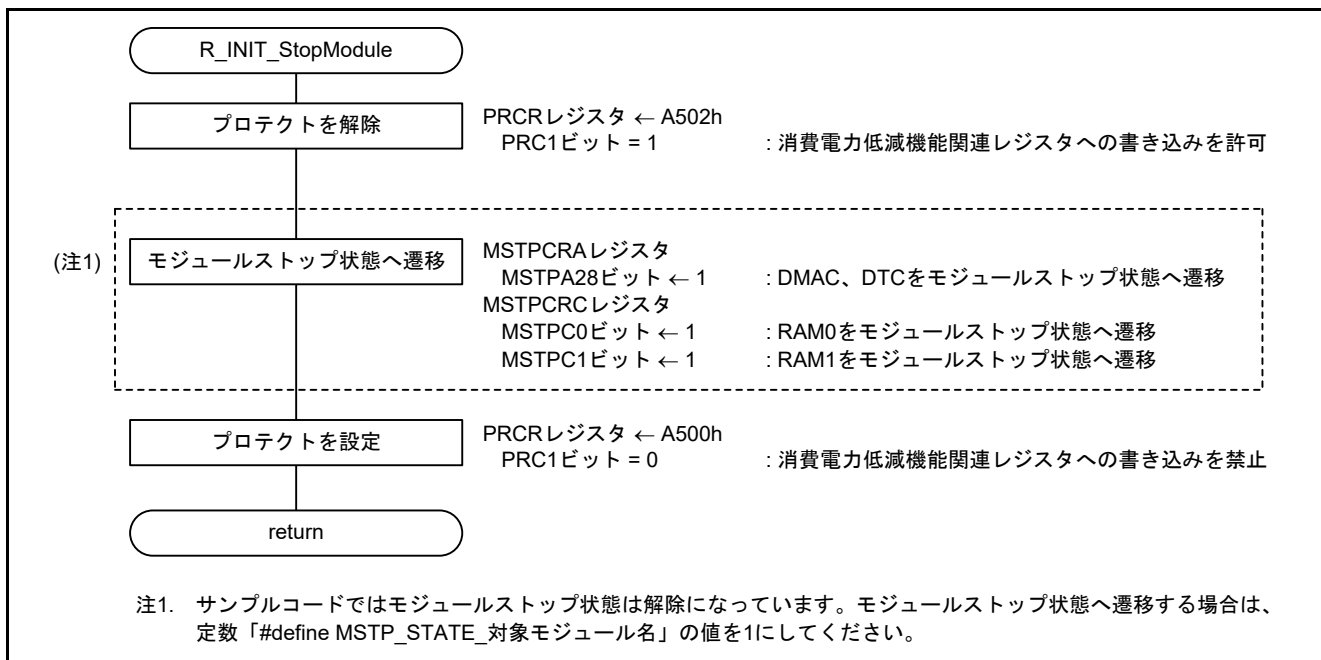 R_INIT_StopModule
プロテクトを解除
PRCRレジスタ ← A502h
PRC1ビット = 1 : 消費電力低減機能関連レジスタへの書き込みを許可
(注1)
モジュールストップ状態へ遷移
MSTPCRAレジスタ
MSTPA28ビット ← 1 : DMAC、DTCをモジュールストップ状態へ遷移
MSTPCRCレジスタ
MSTPC0ビット ← 1 : RAM0をモジュールストップ状態へ遷移
MSTPC1ビット ← 1 : RAM1をモジュールストップ状態へ遷移
プロテクトを設定
PRCRレジスタ ← A500h
PRC1ビット = 0 : 消費電力低減機能関連レジスタへの書き込みを禁止
return
注1. サンプルコードではモジュールストップ状態は解除になっています。モジュールストップ状態へ遷移する場合は、
定数「#define MSTP_STATE_対象モジュール名」の値を1にしてください。